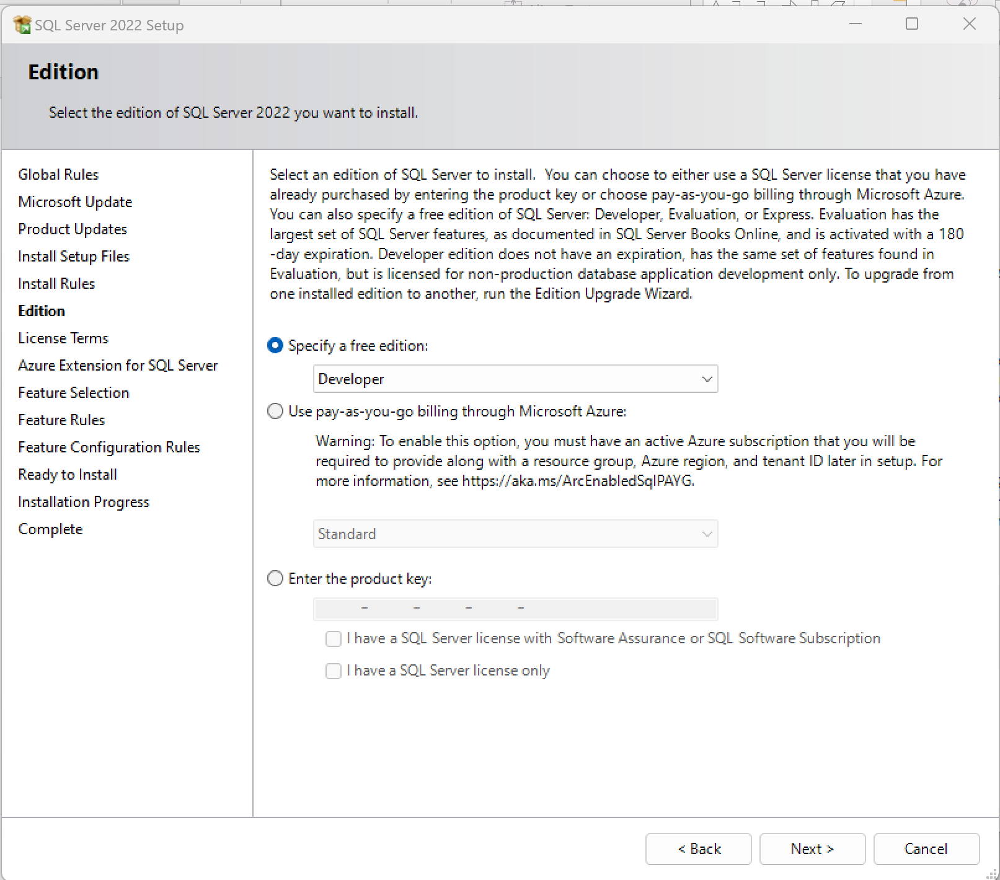 SQL Server 2022 Setup
Edition
Select the edition of SQL Server 2022 you want to install.
Global Rules
Microsoft Update
Product Updates
Install Setup Files
Install Rules
Edition
License Terms
Azure Extension for SQL Server
Feature Selection
Feature Rules
Feature Configuration Rules
Ready to Install
Installation Progress
Complete
Select an edition of SQL Server to install.  You can choose to either use a SQL Server license that you have
already purchased by entering the product key or choose pay-as-you-go billing through Microsoft Azure.
You can also specify a free edition of SQL Server: Developer, Evaluation, or Express. Evaluation has the
largest set of SQL Server features, as documented in SQL Server Books Online, and is activated with a 180
-day expiration. Developer edition does not have an expiration, has the same set of features found in
Evaluation, but is licensed for non-production database application development only. To upgrade from
one installed edition to another, run the Edition Upgrade Wizard.
Specify a free edition:
Developer
Use pay-as-you-go billing through Microsoft Azure:
Warning: To enable this option, you must have an active Azure subscription that you will be
required to provide along with a resource group, Azure region, and tenant ID later in setup. For
more information, see https://aka.ms/ArcEnabledSqlPAYG.
Standard
Enter the product key:
- - - -
I have a SQL Server license with Software Assurance or SQL Software Subscription
I have a SQL Server license only
< Back
Next >
Cancel